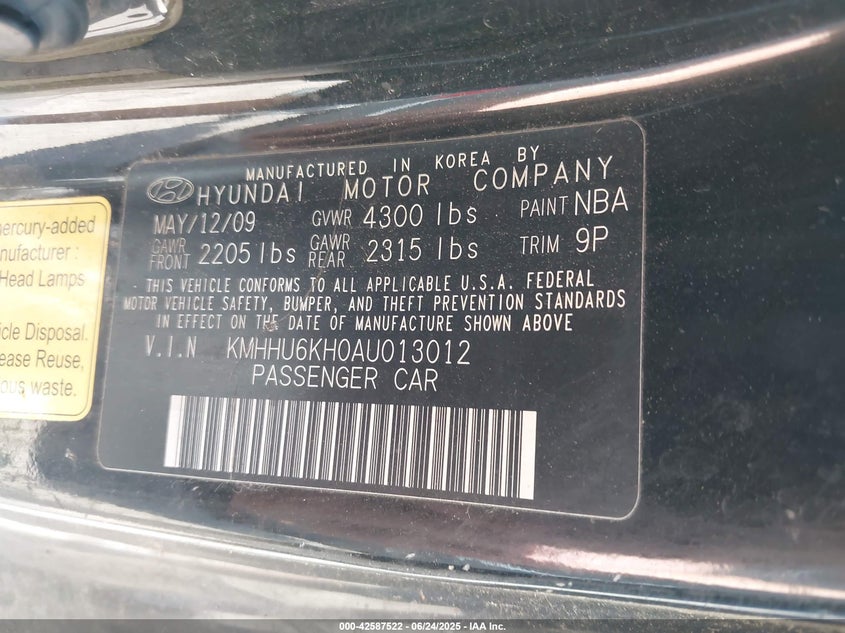 MANUFACTURED IN KOREA BY
HYUNDAI MOTOR COMPANY
MAY/12/09 GVWR 4300 lbs PAINT NBA
GAWR FRONT 2205 lbs GAWR REAR 2315 lbs TRIM 9P
- THIS VEHICLE CONFORMS TO ALL APPLICABLE U.S.A. FEDERAL
MOTOR VEHICLE SAFETY, BUMPER, AND THEFT PREVENTION STANDARDS
IN EFFECT ON THE DATE OF MANUFACTURE SHOWN ABOVE
V.I.N KMHHU6KH0AU013012
PASSENGER CAR
mercury-added
nufacturer :
Head Lamps
icle Disposal.
ease Reuse,
ous waste.
000-42587522 - 06/24/2025 - IAA Inc.